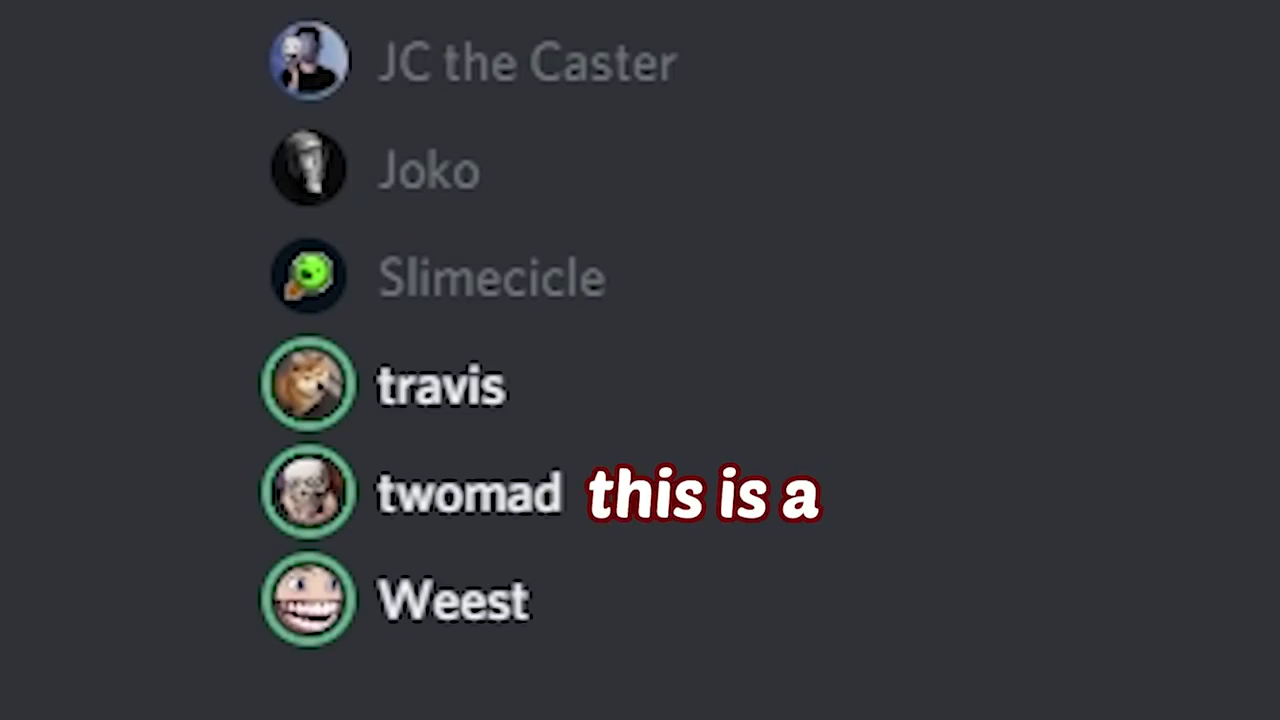 JC the Caster
Joko
Slimecicle
travis
twomad this is a
Weest